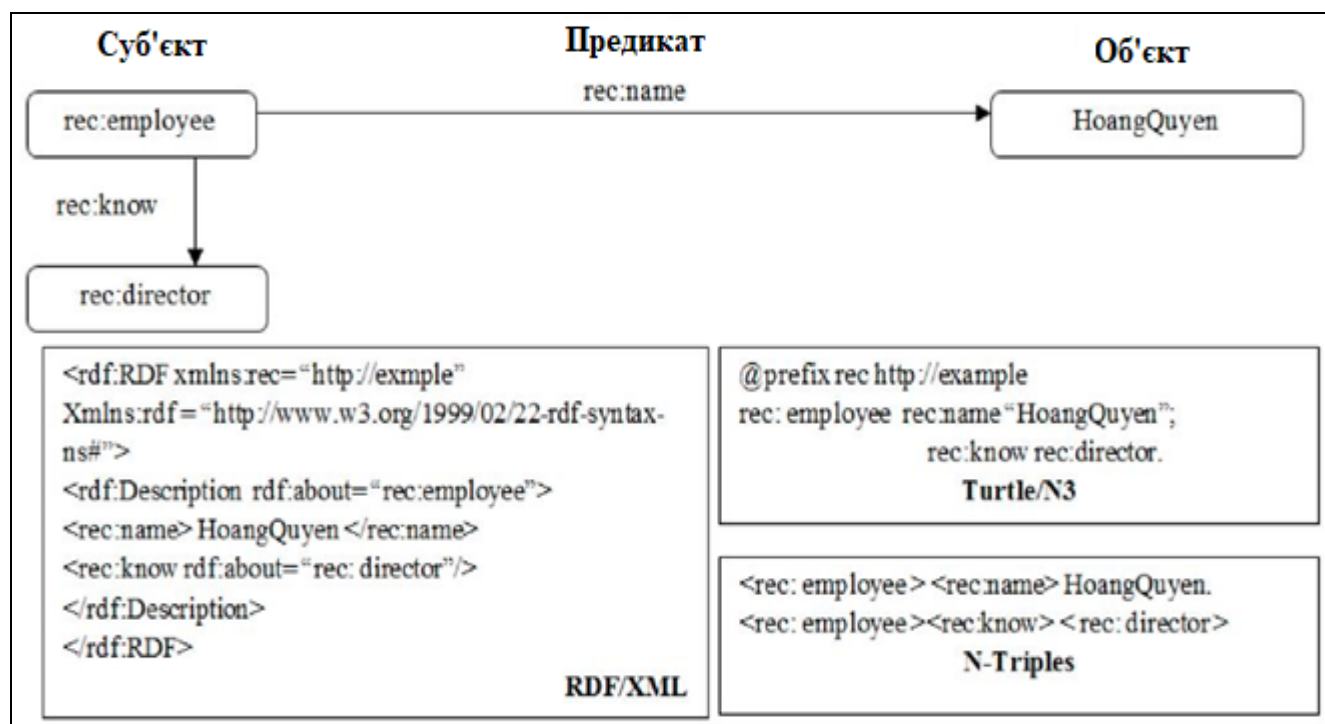 Суб'єкт Предикат Об'єкт
rec:name
rec:employee HoangQuyen
rec:know
rec:director
<rdf:RDF xmlns:rec=“http://exmple”
Xmlns:rdf=“http://www.w3.org/1999/02/22-rdf-syntax-
ns#”>
<rdf:Description rdf:about=“rec:employee”>
<rec:name> HoangQuyen </rec:name>
<rec:know rdf:about=“rec: director”/>
</rdf:Description>
</rdf:RDF>
RDF/XML
@prefix rec http://example
rec: employee rec:name “HoangQuyen”;
rec:know rec:director.
Turtle/N3
<rec: employee> <rec:name> HoangQuyen.
<rec: employee><rec:know> <rec: director>
N-Triples